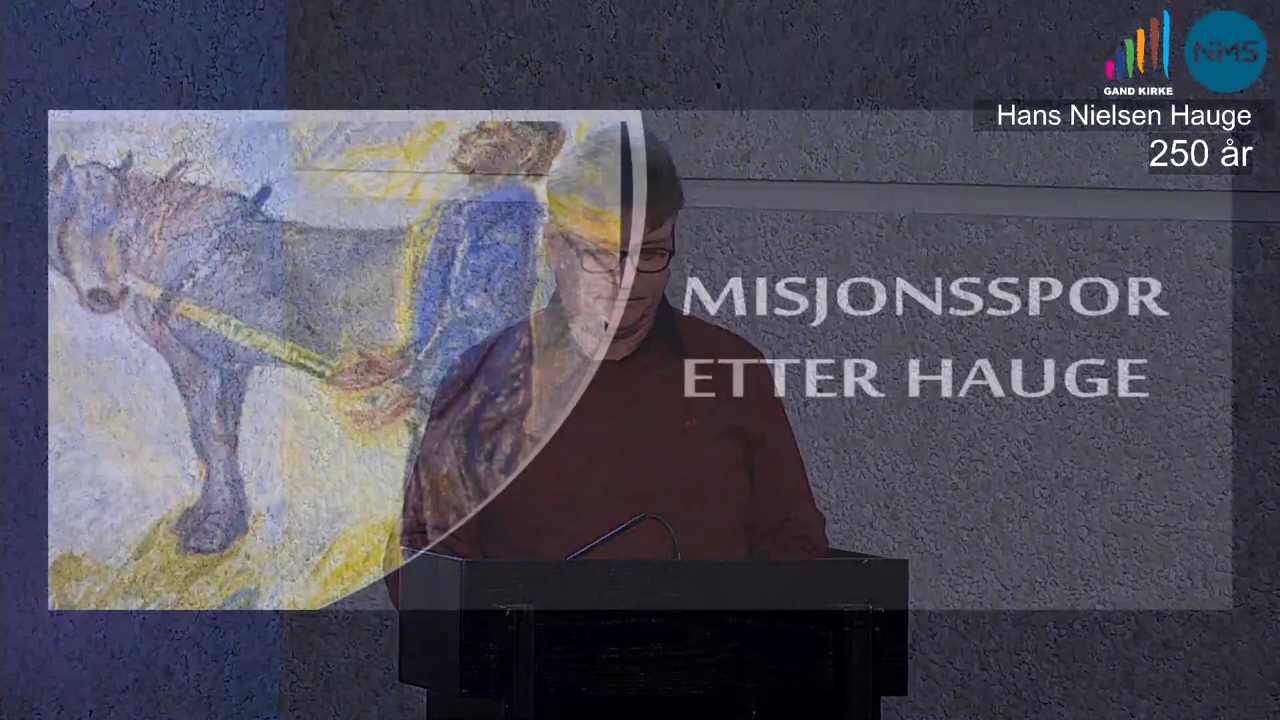 GAND KIRKE
NMS
Hans Nielsen Hauge
250 år
MISJONSSPOR
ETTER HAUGE